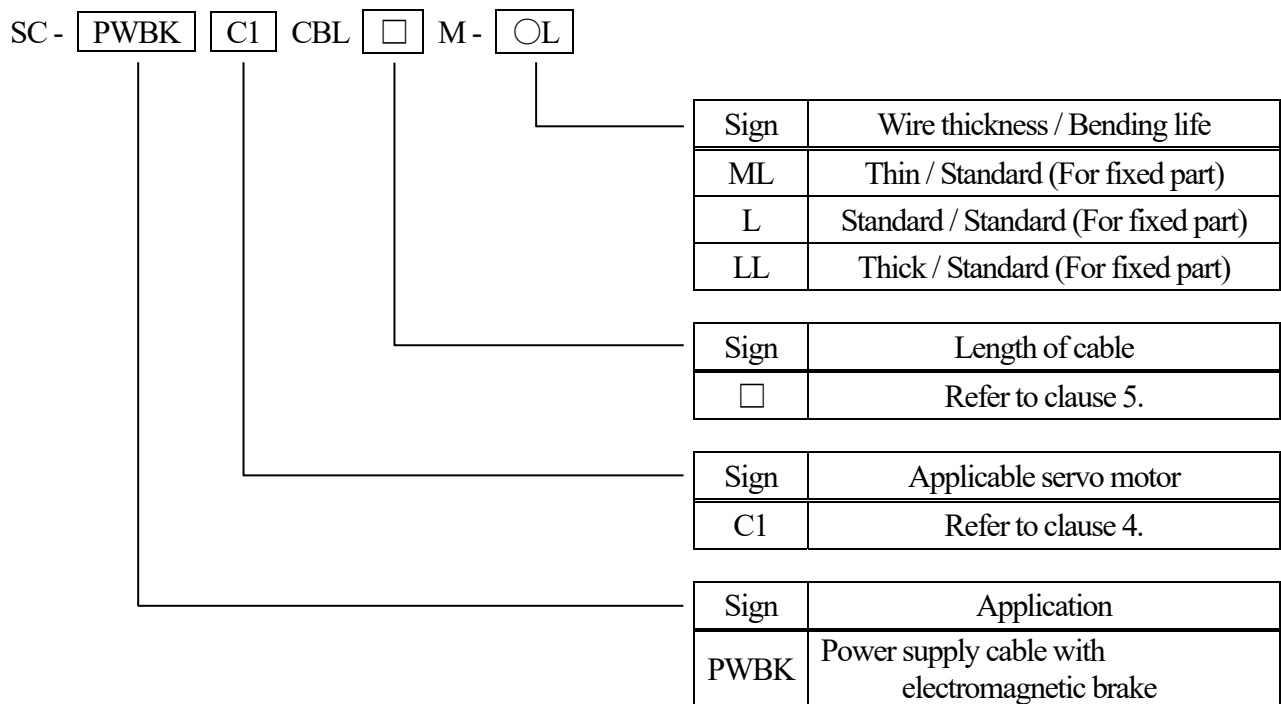 SC - PWBK C1 CBL □ M - ○L
Sign Wire thickness / Bending life
ML Thin / Standard (For fixed part)
L Standard / Standard (For fixed part)
LL Thick / Standard (For fixed part)
Sign Length of cable
□ Refer to clause 5.
Sign Applicable servo motor
C1 Refer to clause 4.
Sign Application
PWBK Power supply cable with
electromagnetic brake